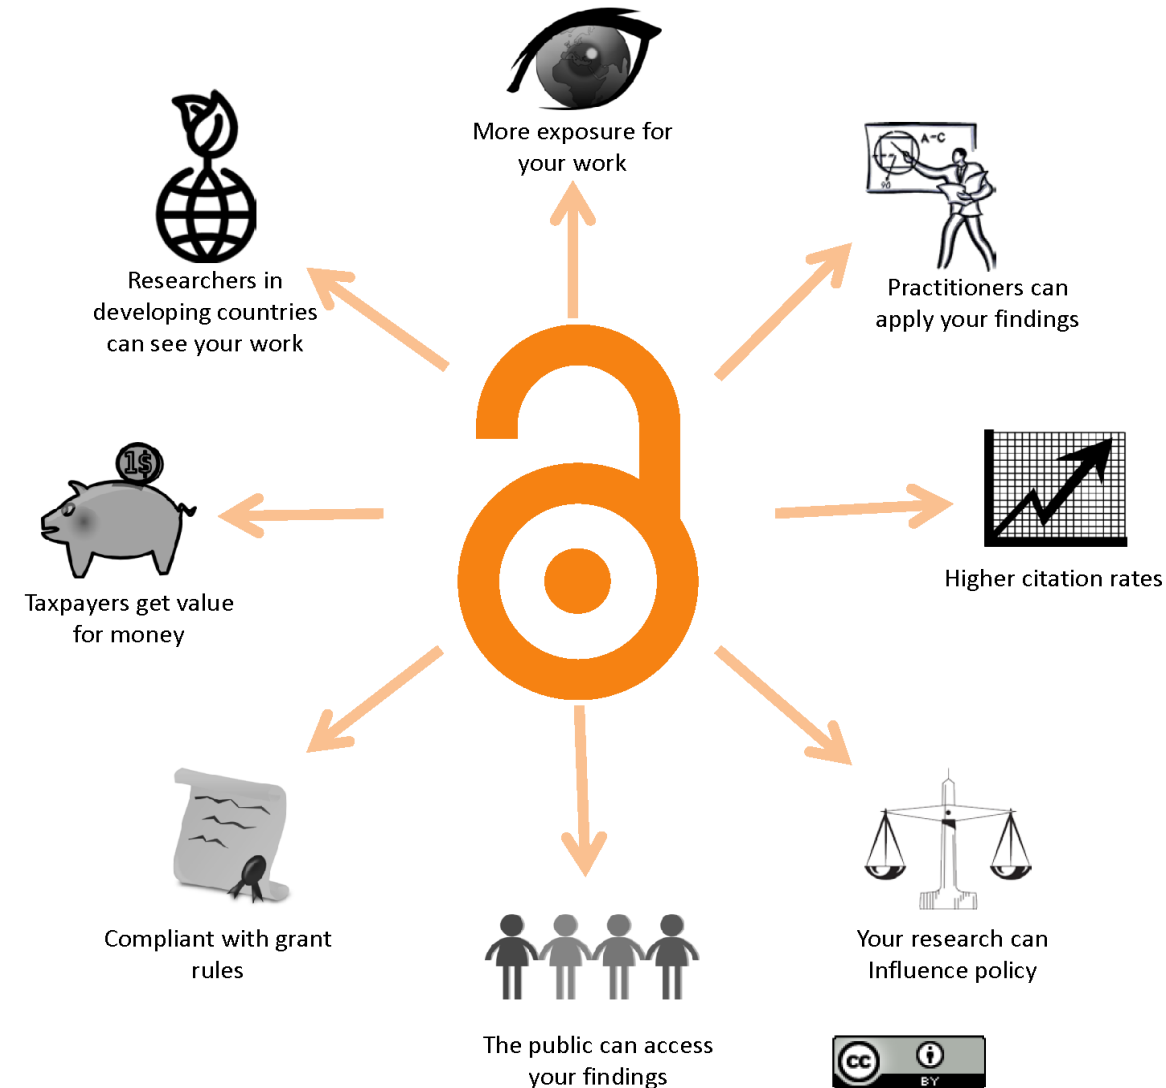 More exposure for
your work
A-C
90
Practitioners can
apply your findings
Researchers in
developing countries
can see your work
1$
Higher citation rates
Taxpayers get value
for money
Compliant with grant
rules
Your research can
Influence policy
The public can access
your findings
cc
BY